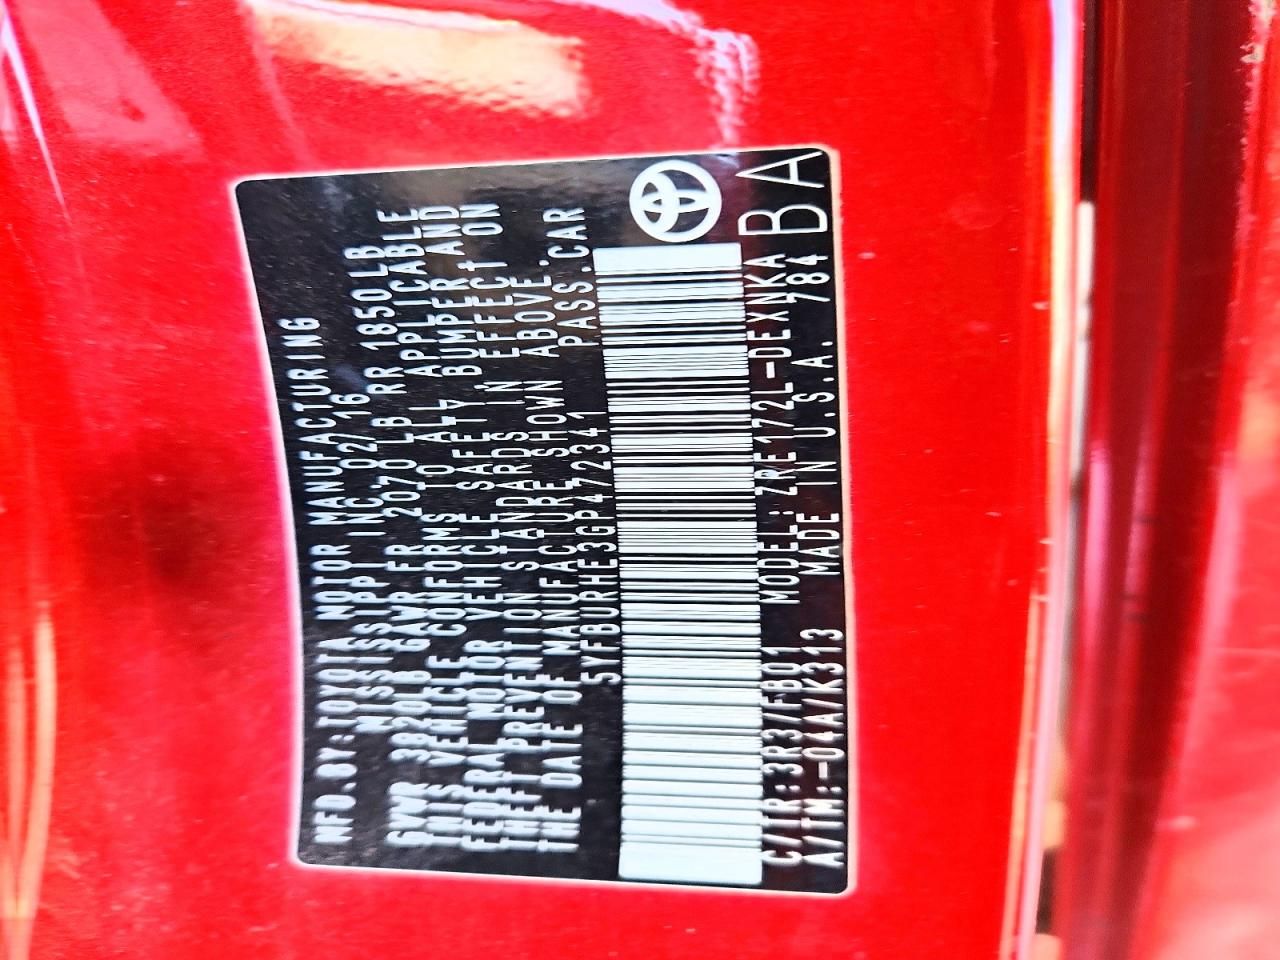 MFD.BY:TOYOTA MOTOR MANUFACTURING
MISSISSIPPI INC. 02/16
GVWR 3820LB GAWR FR 2070LB RR 1850LB
THIS VEHICLE CONFORMS TO ALL APPLICABLE
FEDERAL MOTOR VEHICLE SAFETY BUMPER AND
THEFT PREVENTION STANDARDS IN EFFECT ON
THE DATE OF MANUFACTURE SHOWN ABOVE.
5YFBURHE3GP472341 PASS.CAR
C/TR:3R3/FB01 MODEL:ZRE172L-DEXNKA
A/TM:-04A/K313 MADE IN U.S.A. 784
BA